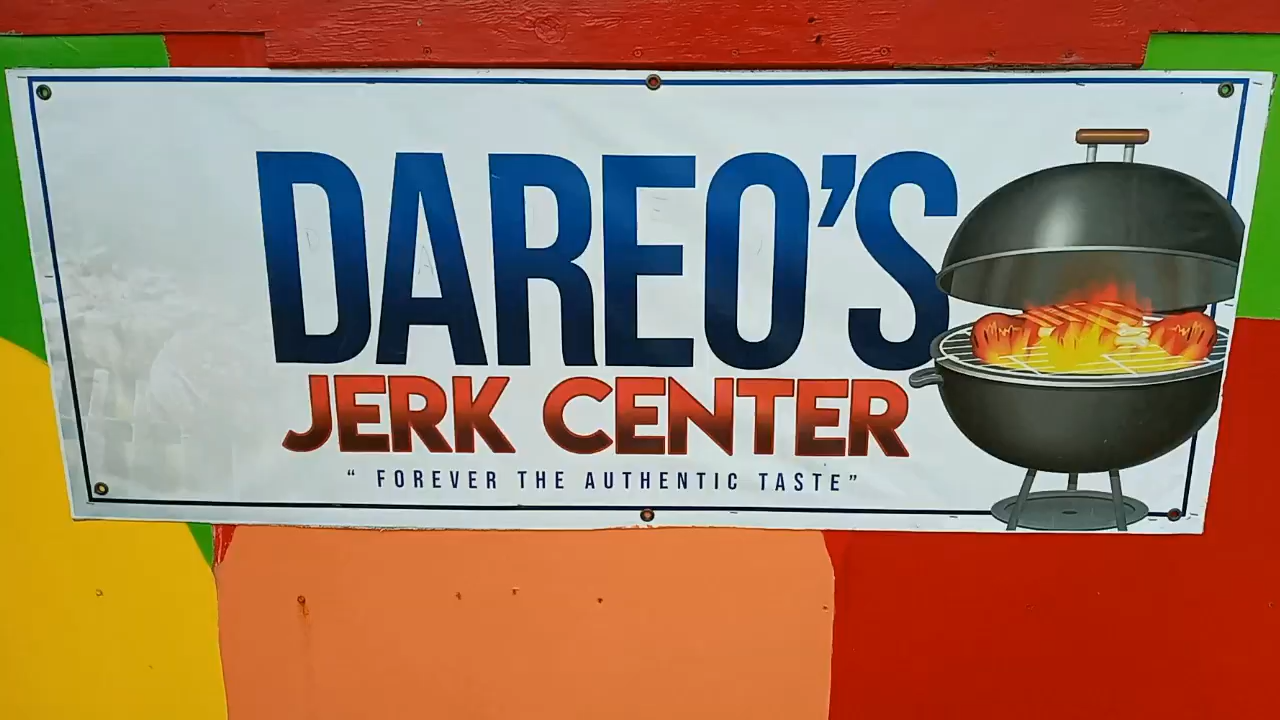 DAREO'S
JERK CENTER
“ FOREVER THE AUTHENTIC TASTE”